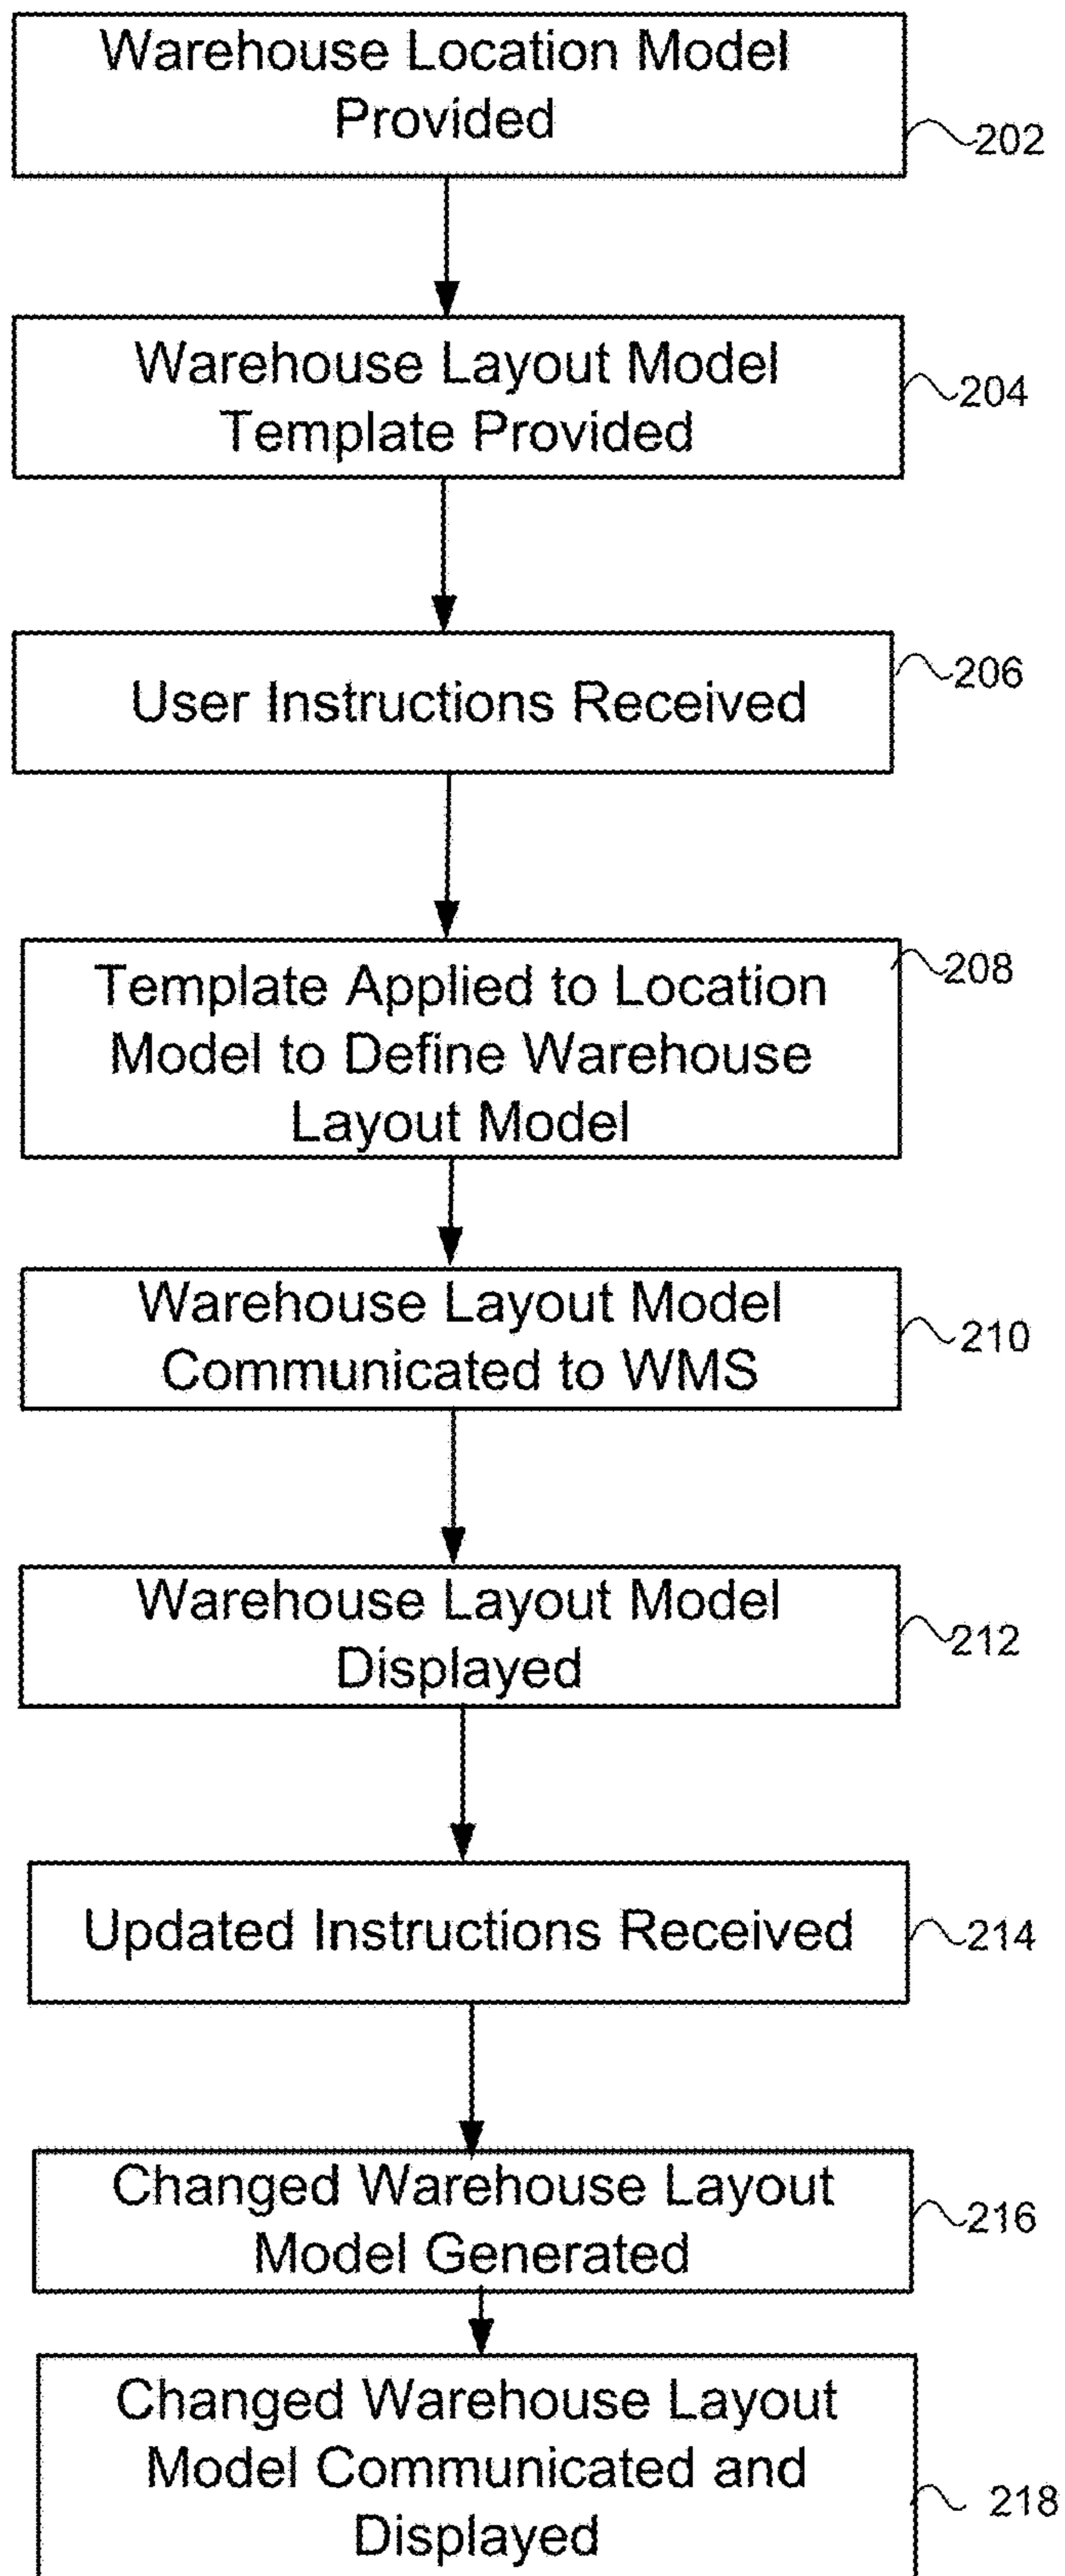 Warehouse Location Model
Provided
202
Warehouse Layout Model
Template Provided
204
User Instructions Received
206
Template Applied to Location
Model to Define Warehouse
Layout Model
208
Warehouse Layout Model
Communicated to WMS
210
Warehouse Layout Model
Displayed
212
Updated Instructions Received
214
Changed Warehouse Layout
Model Generated
216
Changed Warehouse Layout
Model Communicated and
Displayed
218